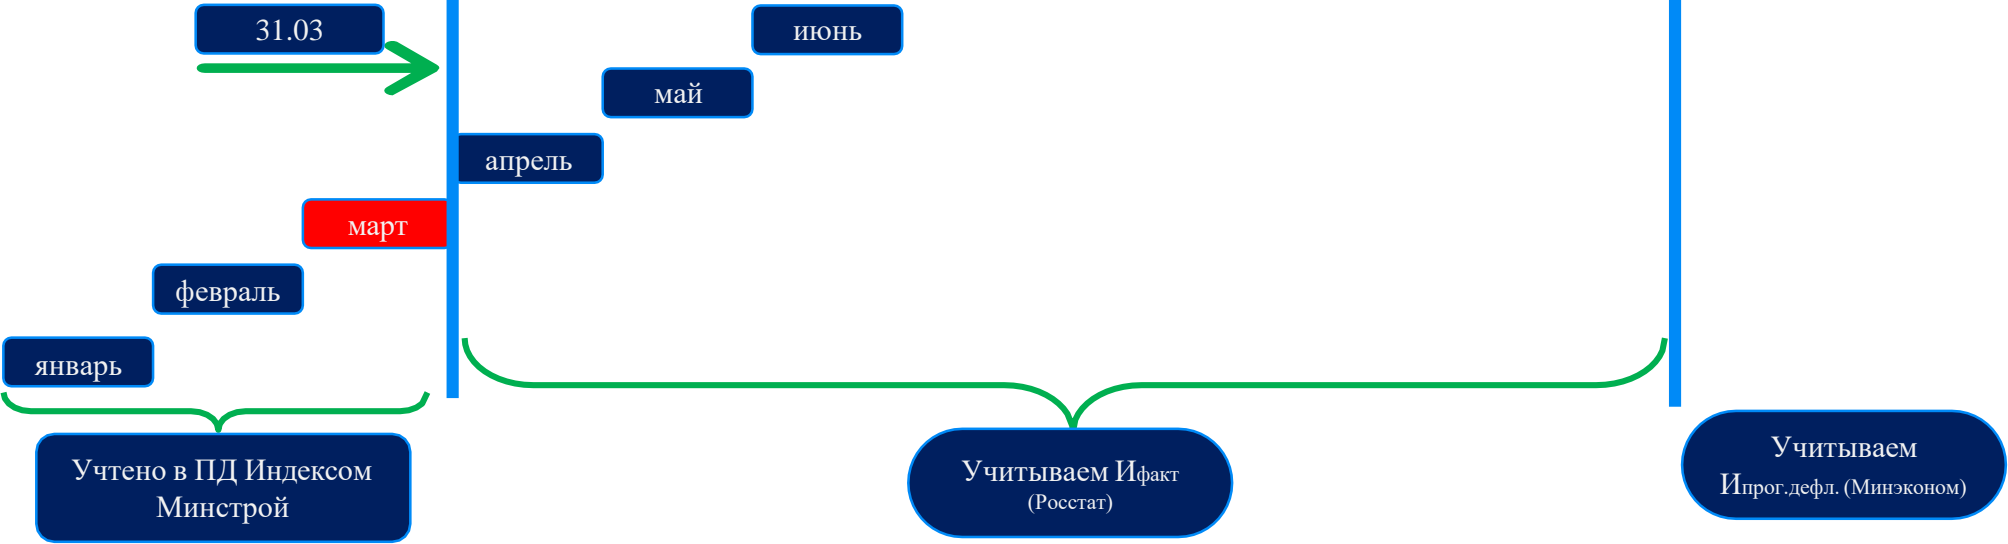 31.03
июнь
май
апрель
март
февраль
январь
Учтено в ПД Индексом
Минстрой
Учитываем Ифакт
(Росстат)
Учитываем
Ипрог.дефл. (Минэконом)